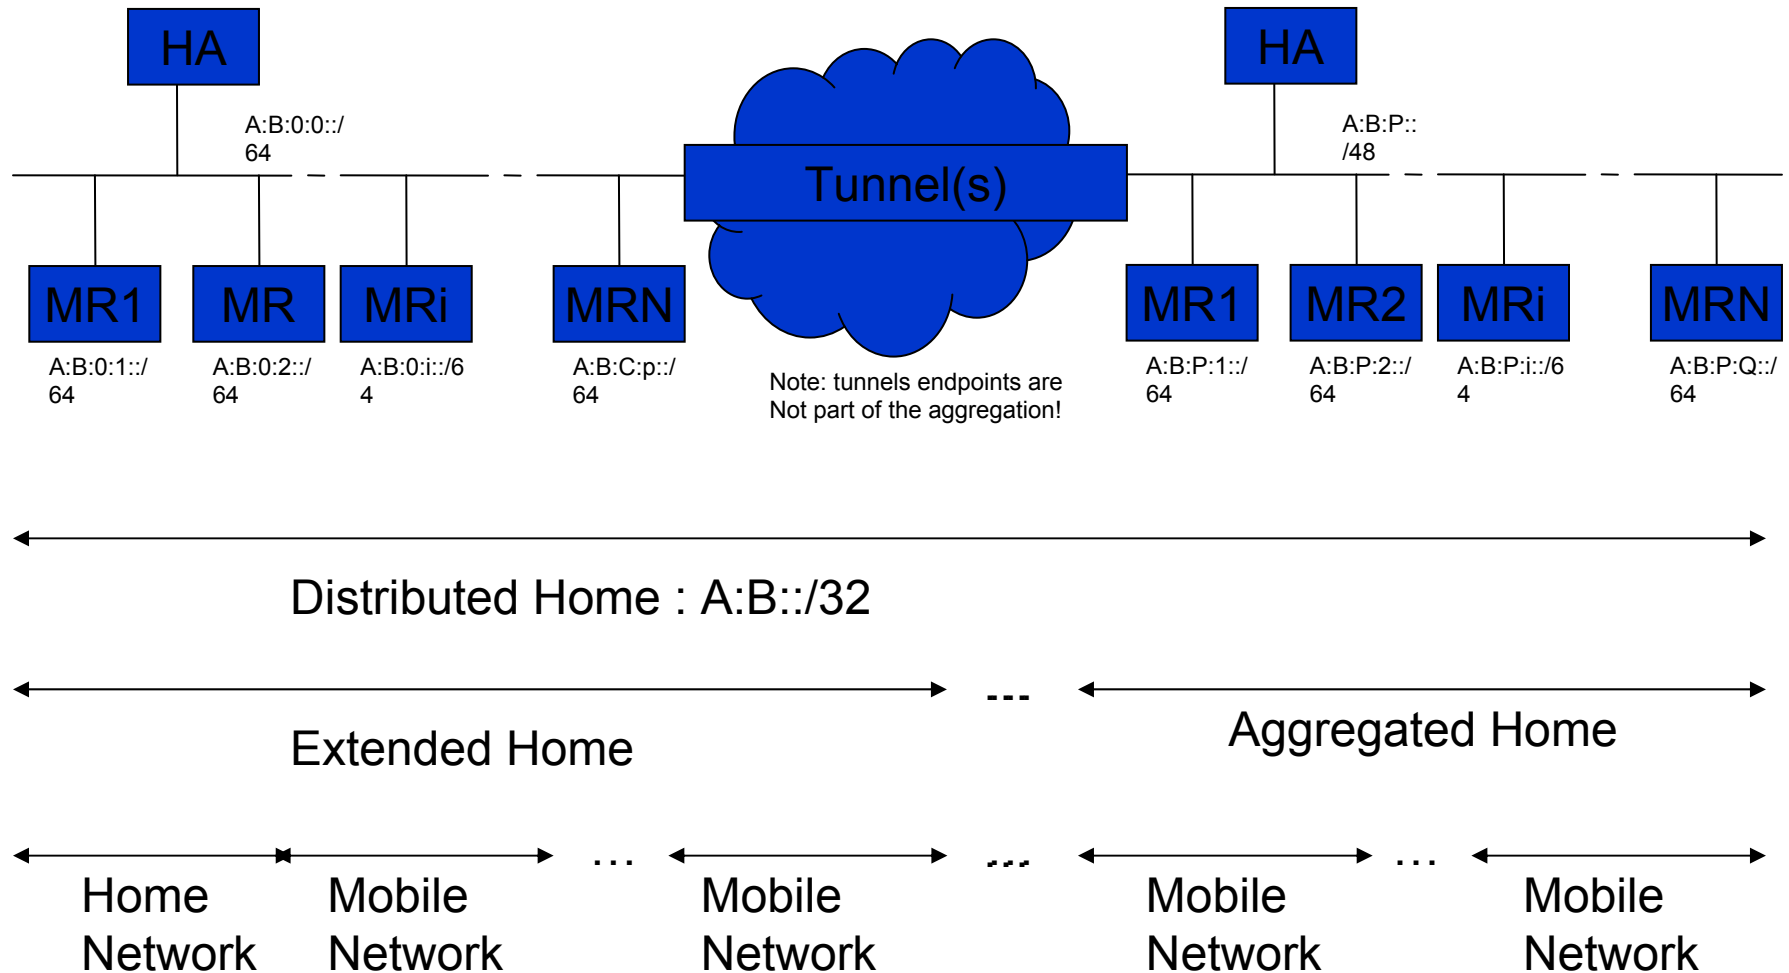 HA
HA
A:B:0:0::/
64
A:B:P::
/48
Tunnel(s)
MR1
MR
MRi
MRN
MR1
MR2
MRi
MRN
A:B:0:1::/
64
A:B:0:2::/
64
A:B:0:i::/6
4
A:B:C:p::/
64
Note: tunnels endpoints are
Not part of the aggregation!
A:B:P:1::/
64
A:B:P:2::/
64
A:B:P:i::/6
4
A:B:P:Q::/
64
Distributed Home : A:B::/32
---
Extended Home
Aggregated Home
...
---
...
Home
Network
Mobile
Network
Mobile
Network
Mobile
Network
Mobile
Network